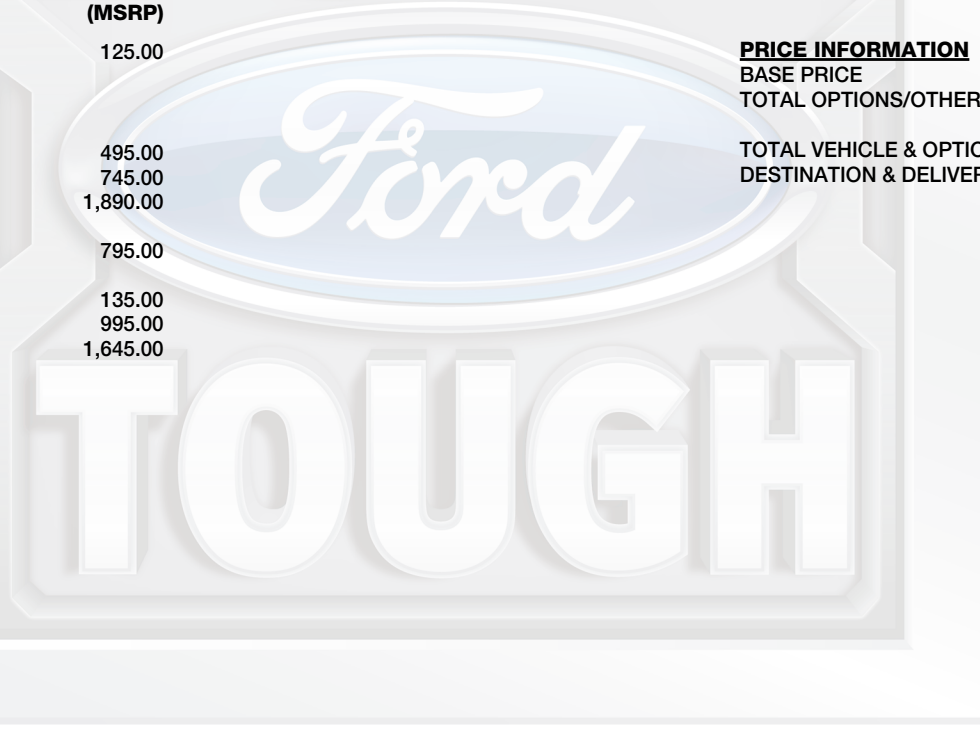 (MSRP)
125.00
495.00
745.00
1,890.00
795.00
135.00
995.00
1,645.00
PRICE INFORMATION
BASE PRICE
TOTAL OPTIONS/OTHER
TOTAL VEHICLE & OPTIO
DESTINATION & DELIVER
Ford
TOUGH